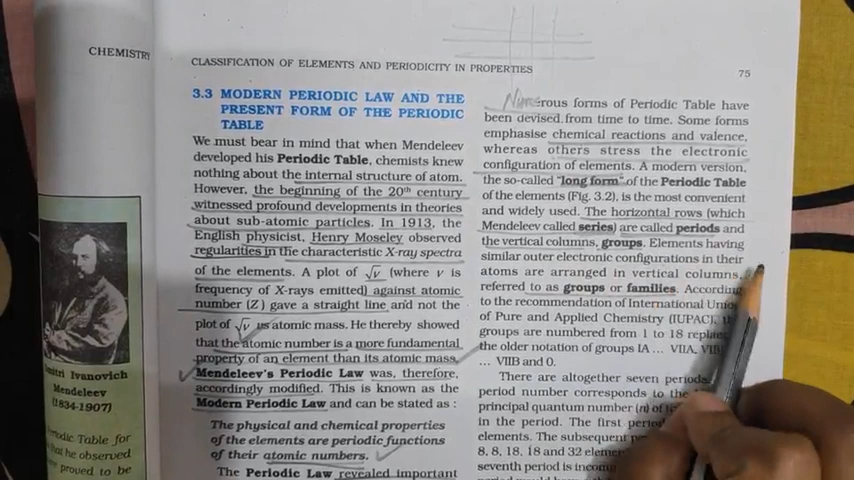 CHEMISTRY
CLASSIFICATION OF ELEMENTS AND PERIODICITY IN PROPERTIES
75
3.3 MODERN PERIODIC LAW AND THE
PRESENT FORM OF THE PERIODIC
TABLE
We must bear in mind that when Mendeleev
developed his Periodic Table, chemists knew
nothing about the internal structure of atom.
However, the beginning of the 20th century
witnessed profound developments in theories
about sub-atomic particles. In 1913, the
English physicist, Henry Moseley observed
regularities in the characteristic X-ray spectra
of the elements. A plot of √ν (where ν is
frequency of X-rays emitted) against atomic
number (Z) gave a straight line and not the
plot of √ν vs atomic mass. He thereby showed
that the atomic number is a more fundamental
property of an element than its atomic mass.
Mendeleev's Periodic Law was, therefore,
accordingly modified. This is known as the
Modern Periodic Law and can be stated as :
The physical and chemical properties
of the elements are periodic functions
of their atomic numbers.
The Periodic Law revealed important
Numerous forms of Periodic Table have
been devised from time to time. Some forms
emphasise chemical reactions and valence,
whereas others stress the electronic
configuration of elements. A modern version,
the so-called "long form" of the Periodic Table
of the elements (Fig. 3.2), is the most convenient
and widely used. The horizontal rows (which
Mendeleev called series) are called periods and
the vertical columns, groups. Elements having
similar outer electronic configurations in their
atoms are arranged in vertical columns,
referred to as groups or families. According
to the recommendation of International
of Pure and Applied Chemistry (IUPAC),
groups are numbered from 1 to 18
the older notation of groups IA ... VIIA,
... VIIB and 0.
There are altogether seven periods.
period number corresponds to the
principal quantum number (n) of
in the period. The first
elements. The subsequent
8, 8, 18, 18 and 32
seventh period is
Dmitri Ivanovich
Mendeleev
(1834-1907)
Periodic Table for
he observed
proved to be